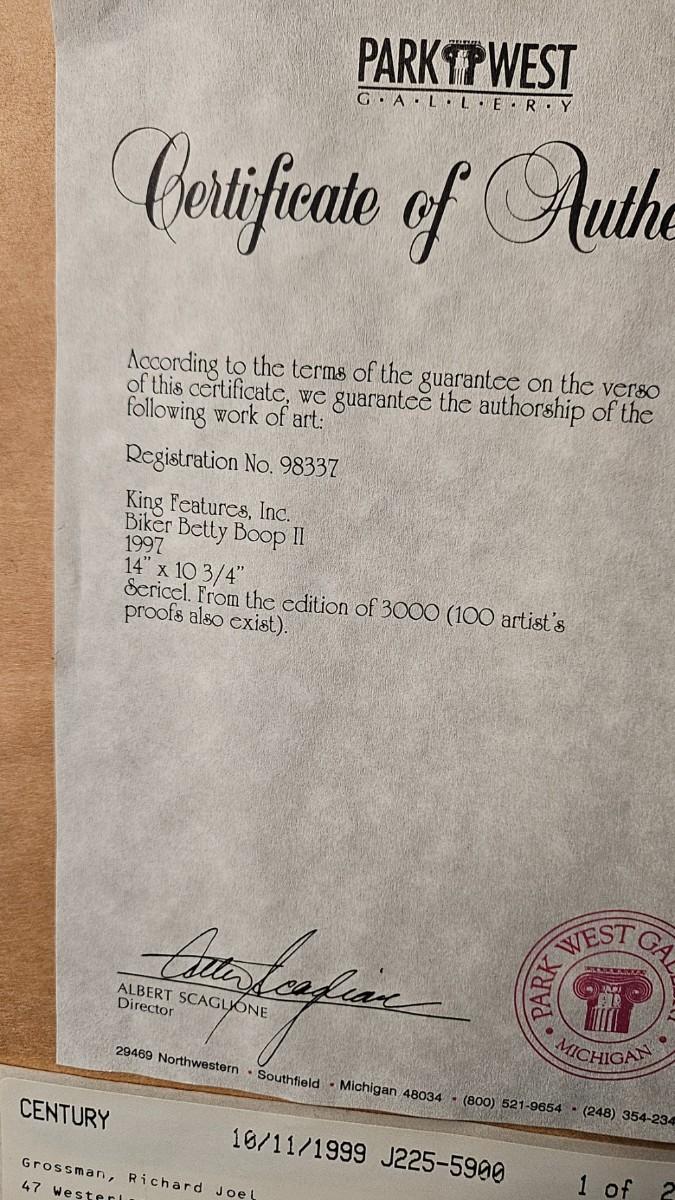 PARK WEST
G•A•L•L•E•R•Y
Certificate of Authe
According to the terms of the guarantee on the verso
of this certificate, we guarantee the authorship of the
following work of art:
Registration No. 98337
King Features, Inc.
Biker Betty Boop II
1997
14" x 10 3/4"
Sericel. From the edition of 3000 (100 artist's
proofs also exist).
ALBERT SCAGLIONE
Director
PARK WEST GAL
MICHIGAN
29469 Northwestern • Southfield • Michigan 48034 • (800) 521-9654 • (248) 354-234
CENTURY
10/11/1999 J225-5900
1 of 2
Grossman, Richard Joel
47 Wester